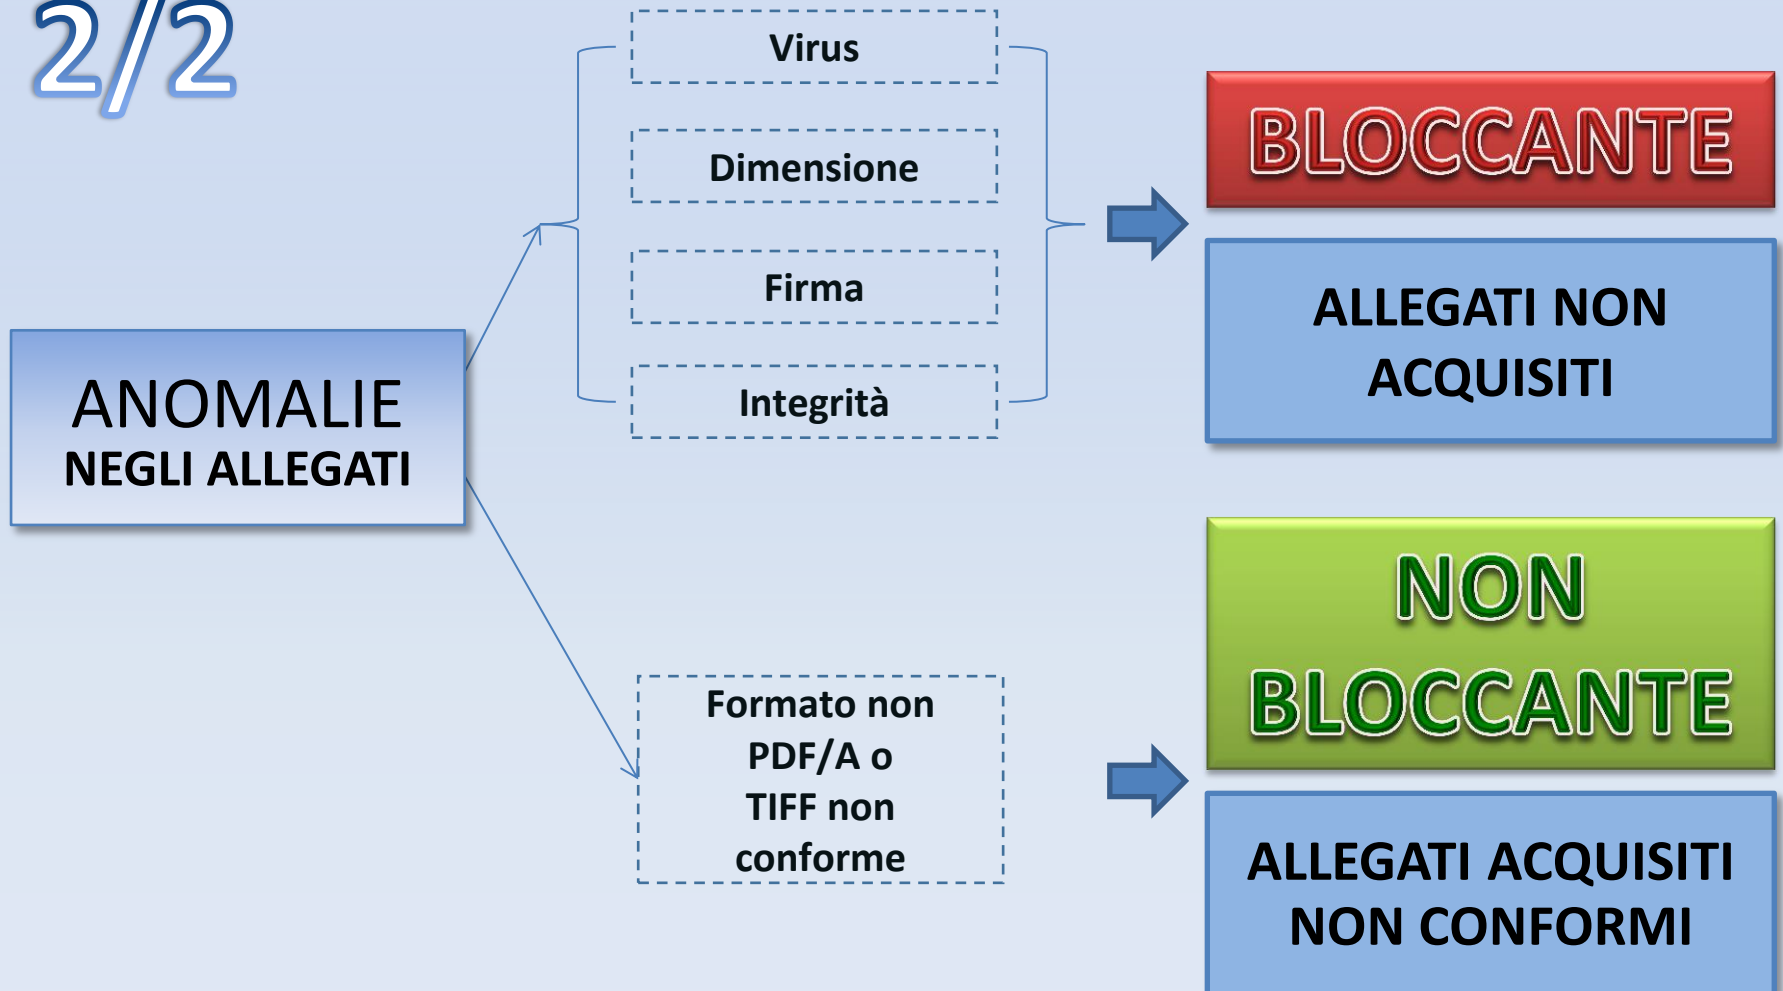 2/2
Virus
Dimensione
Firma
Integrità
BLOCCANTE
ALLEGATI NON
ACQUISITI
ANOMALIE
NEGLI ALLEGATI
Formato non
PDF/A o
TIFF non
conforme
NON
BLOCCANTE
ALLEGATI ACQUISITI
NON CONFORMI